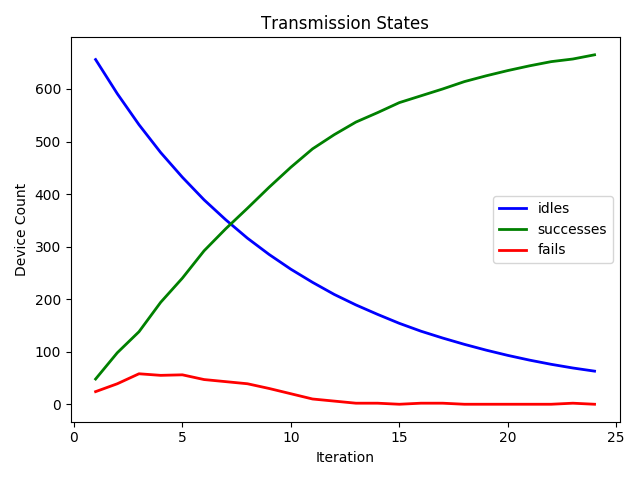 Transmission States
Device Count
600
500
400
300
200
100
0
idles
successes
fails
0 5 10 15 20 25
Iteration